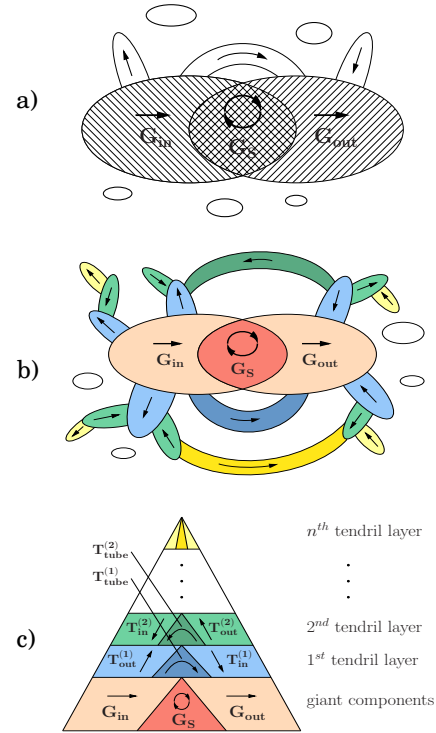 a)
G_in
G_S
G_out
b)
G_in
G_S
G_out
T_tube^(2)
T_tube^(1)
n^th tendril layer
c)
T_in^(2) T_out^(2) 2^nd tendril layer
T_out^(1) T_in^(1) 1^st tendril layer
G_in G_S G_out giant components